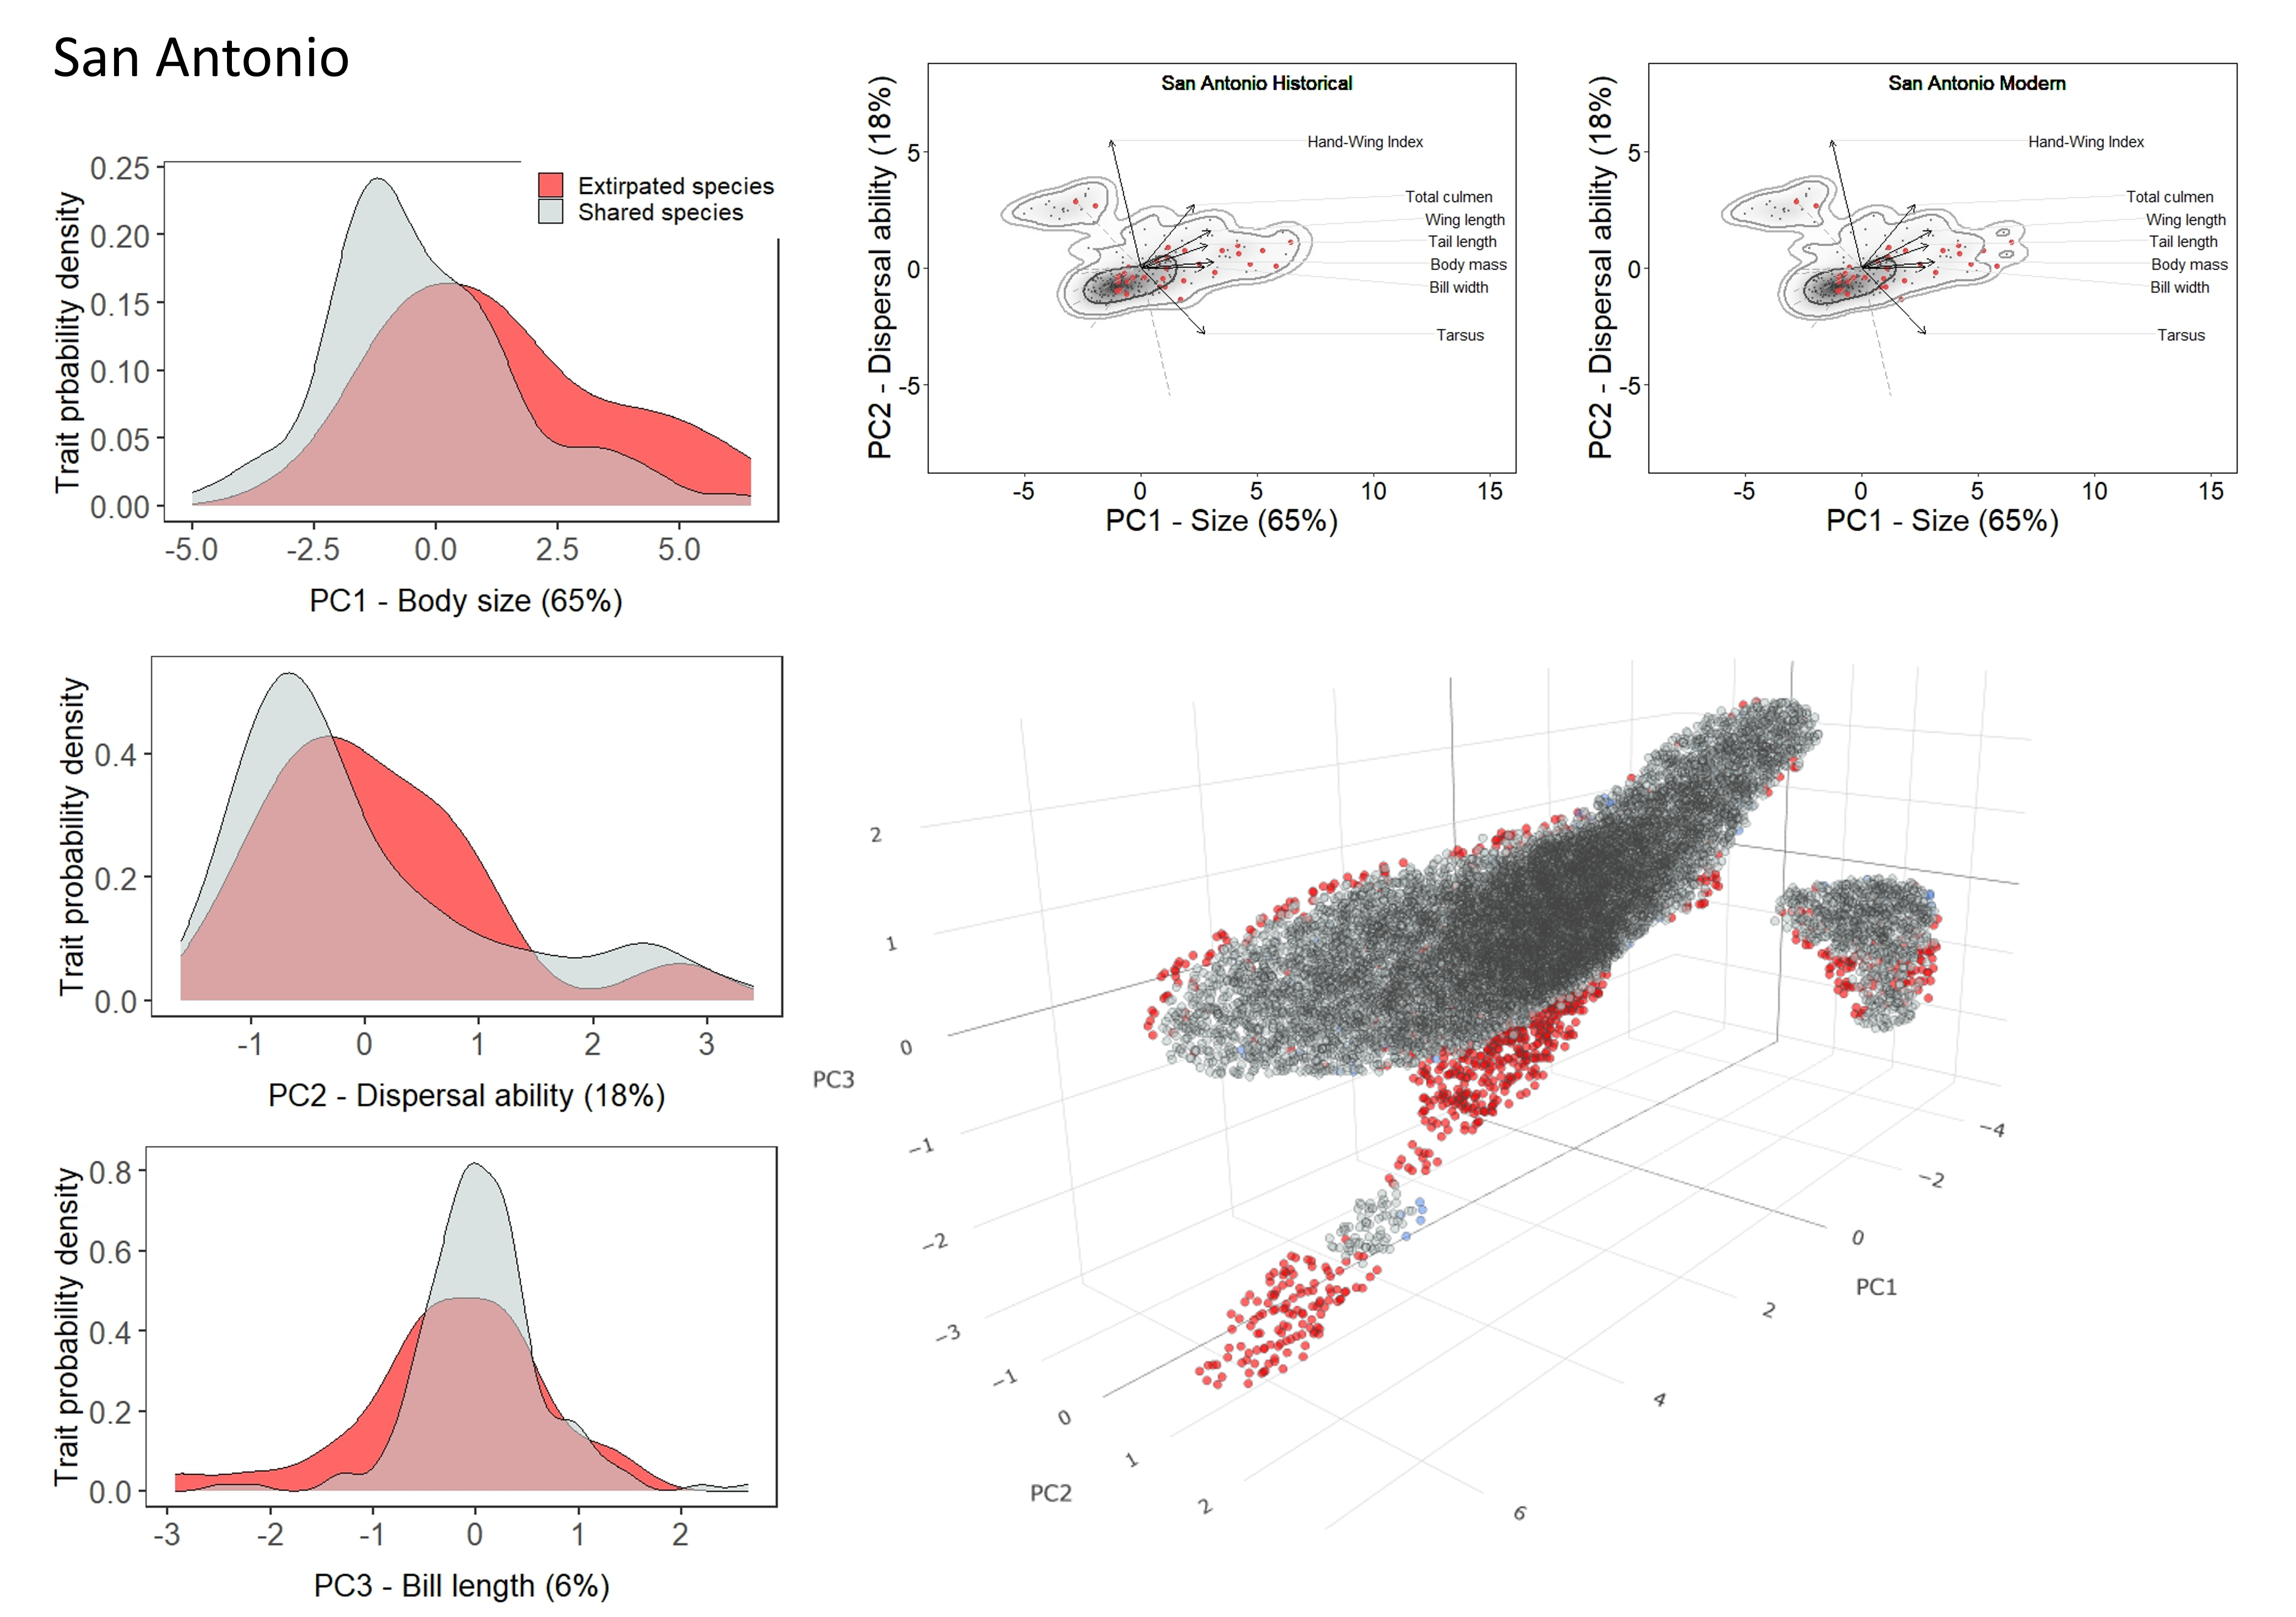 San Antonio
0.25
0.20
0.15
0.10
0.05
0.00
Trait prbability density
Extirpated species
Shared species
-5.0 -2.5 0.0 2.5 5.0
PC1 - Body size (65%)
San Antonio Historical
5
0
-5
PC2 - Dispersal ability (18%)
Hand-Wing Index
Total culmen
Wing length
Tail length
Body mass
Bill width
Tarsus
-5 0 5 10 15
PC1 - Size (65%)
San Antonio Modern
5
0
-5
PC2 - Dispersal ability (18%)
Hand-Wing Index
Total culmen
Wing length
Tail length
Body mass
Bill width
Tarsus
-5 0 5 10 15
PC1 - Size (65%)
0.4
0.2
0.0
Trait probability density
-1 0 1 2 3
PC2 - Dispersal ability (18%)
0.8
0.6
0.4
0.2
0.0
Trait probability density
-3 -2 -1 0 1 2
PC3 - Bill length (6%)
2
1
0
PC3
−1
−2
−3
−1
0
1
PC2
2
−4
−2
0
PC1
2
4
6